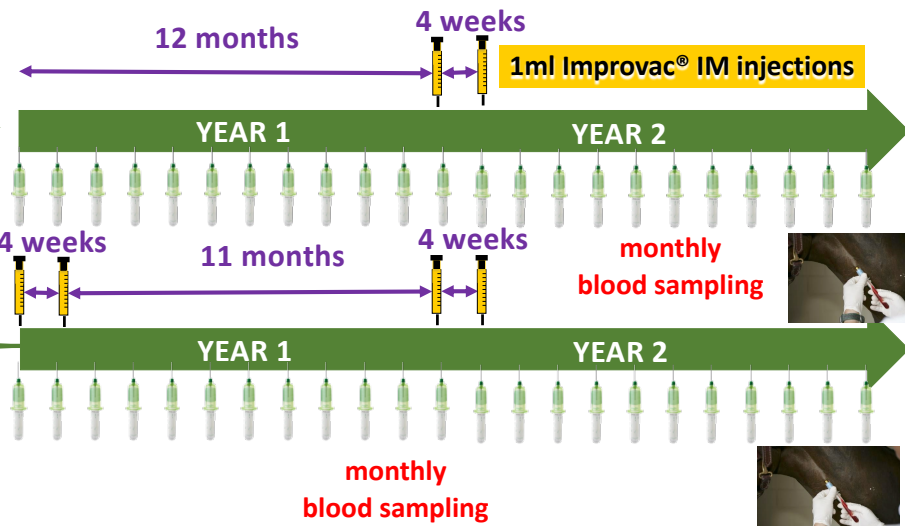 12 months
4 weeks
1ml Improvac® IM injections
YEAR 1
YEAR 2
monthly
blood sampling
4 weeks
11 months
4 weeks
YEAR 1
YEAR 2
monthly
blood sampling